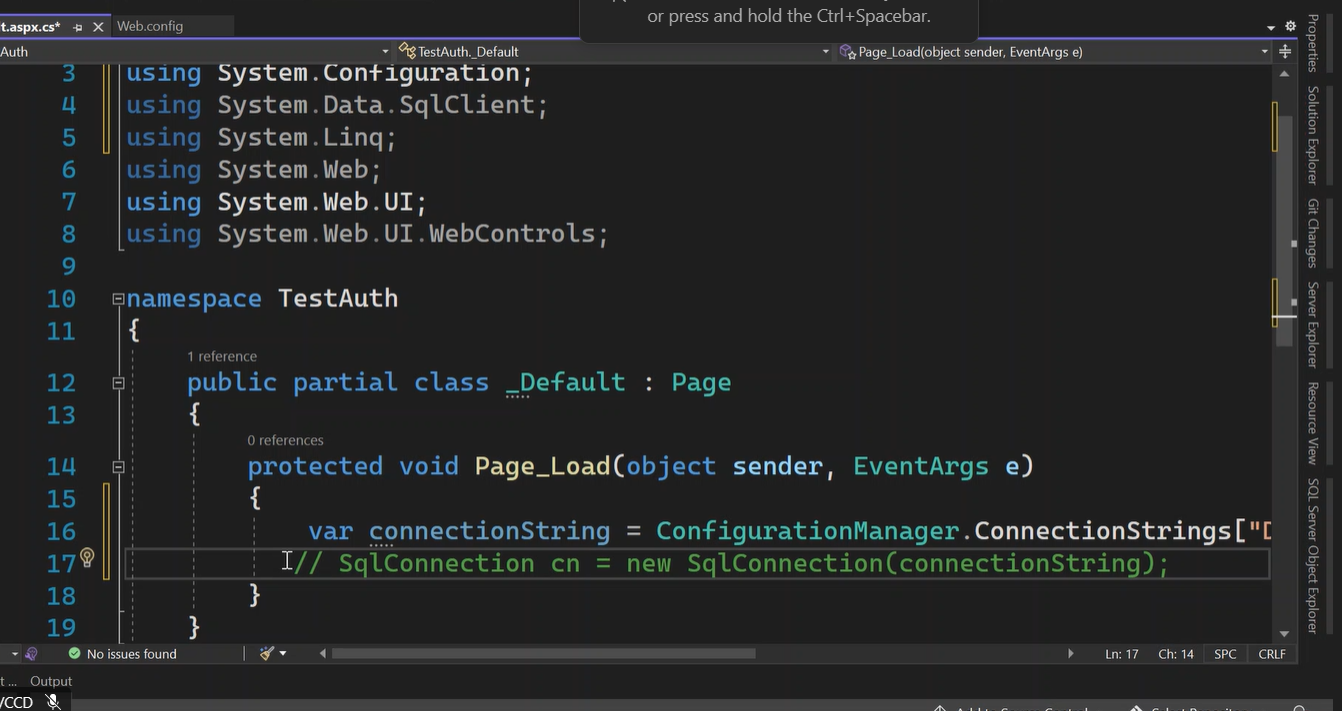 or press and hold the Ctrl+Spacebar.
t.aspx.cs*
Web.config
Auth
TestAuth._Default
Page_Load(object sender, EventArgs e)
3 using System.Configuration;
4 using System.Data.SqlClient;
5 using System.Linq;
6 using System.Web;
7 using System.Web.UI;
8 using System.Web.UI.WebControls;
9
10 namespace TestAuth
11 {
1 reference
12 public partial class _Default : Page
13 {
0 references
14 protected void Page_Load(object sender, EventArgs e)
15 {
16 var connectionString = ConfigurationManager.ConnectionStrings["D
17 // SqlConnection cn = new SqlConnection(connectionString);
18 }
19 }
No issues found
Ln: 17 Ch: 14 SPC CRLF
t ... Output
/CCD
Properties
Solution Explorer
Git Changes
Server Explorer
Resource View
SQL Server Object Explorer